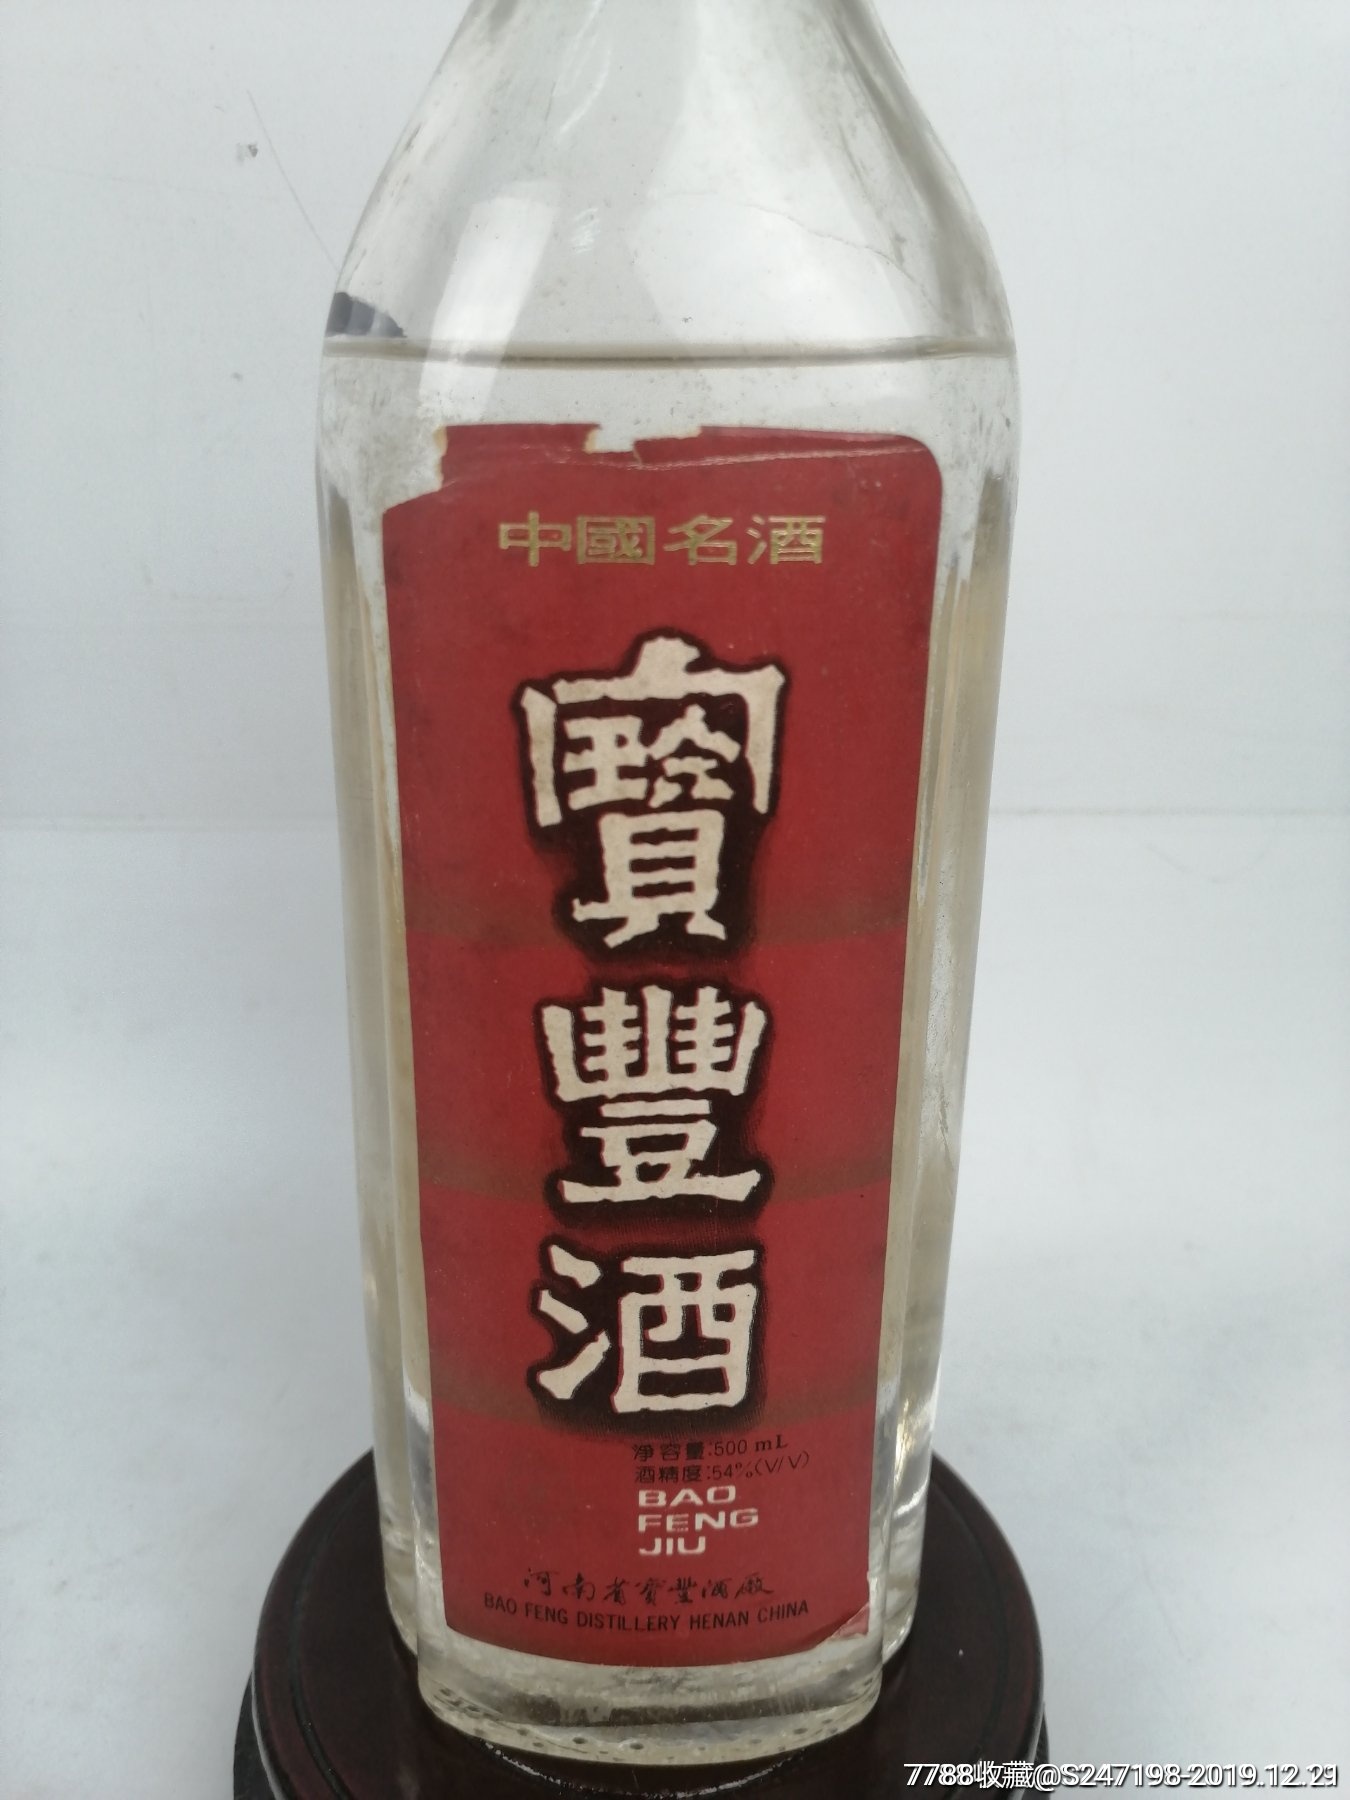 中國名酒
寶豐酒
淨容量:500 mL
酒精度:54%(V/V)
BAO
FENG
JIU
河南省寶豐酒廠
BAO FENG DISTILLERY HENAN CHINA
7788收藏@S247198-2019.12.21